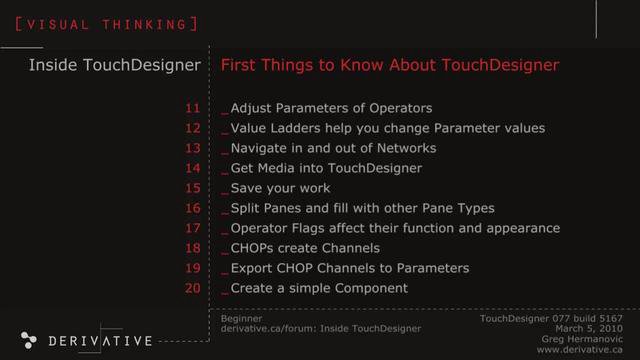 [VISUAL THINKING]
Inside TouchDesigner
First Things to Know About TouchDesigner
11 _Adjust Parameters of Operators
12 _Value Ladders help you change Parameter values
13 _Navigate in and out of Networks
14 _Get Media into TouchDesigner
15 _Save your work
16 _Split Panes and fill with other Pane Types
17 _Operator Flags affect their function and appearance
18 _CHOPs create Channels
19 _Export CHOP Channels to Parameters
20 _Create a simple Component
Beginner
derivative.ca/forum: Inside TouchDesigner
TouchDesigner 077 build 5167
March 5, 2010
Greg Hermanovic
www.derivative.ca
DERIVATIVE